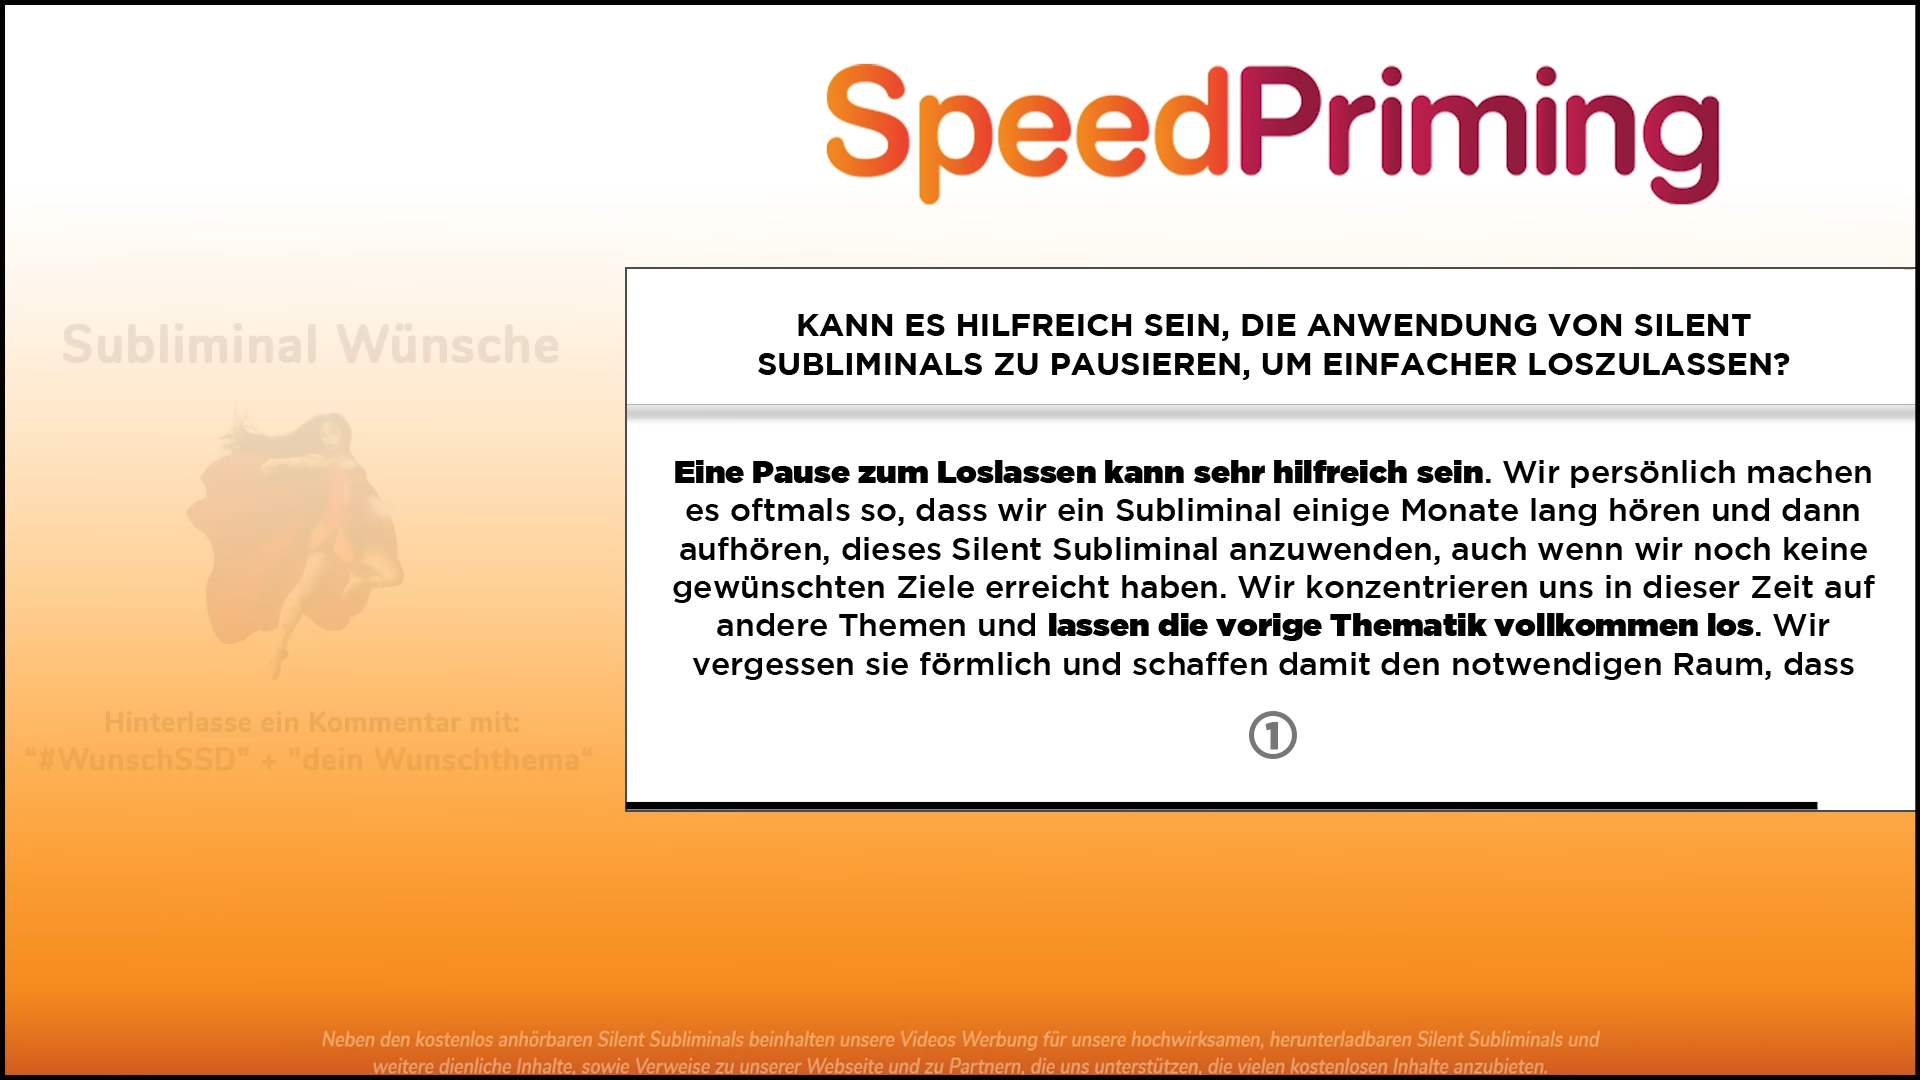 SpeedPriming
KANN ES HILFREICH SEIN, DIE ANWENDUNG VON SILENT
SUBLIMINALS ZU PAUSIEREN, UM EINFACHER LOSZULASSEN?
Eine Pause zum Loslassen kann sehr hilfreich sein. Wir persönlich machen
es oftmals so, dass wir ein Subliminal einige Monate lang hören und dann
aufhören, dieses Silent Subliminal anzuwenden, auch wenn wir noch keine
gewünschten Ziele erreicht haben. Wir konzentrieren uns in dieser Zeit auf
andere Themen und lassen die vorige Thematik vollkommen los. Wir
vergessen sie förmlich und schaffen damit den notwendigen Raum, dass
①
Subliminal Wünsche
Hinterlasse ein Kommentar mit:
“#WunschSSD" + "dein Wunschthema“
Neben den kostenlos anhörbaren Silent Subliminals beinhalten unsere Videos Werbung für unsere hochwirksamen, herunterladbaren Silent Subliminals und
weitere dienliche Inhalte, sowie Verweise zu unserer Webseite und zu Partnern, die uns unterstützen, die vielen kostenlosen Inhalte anzubieten.